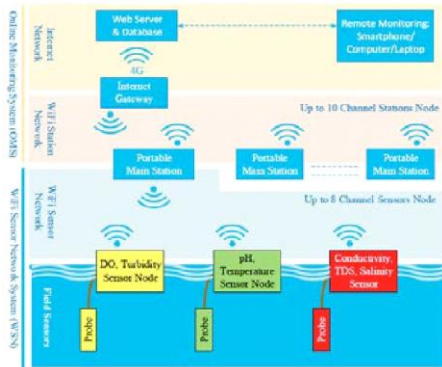 Online Monitoring System (OMS)
Internet
Network
Web Server
& Database
Remote Monitoring:
Smartphone/
Computer/Laptop
4G
Internet
Gateway
WiFi Station
Network
Up to 10 Channel Stations Node
Portable
Main Station
Portable
Main Station
Portable
Main Station
WiFi Sensor Network System (WSN)
WiFi Sensor
Network
Up to 8 Channel Sensors Node
DO, Turbidity
Sensor Node
pH,
Temperature
Sensor Node
Conductivity,
TDS, Salinity
Sensor
Field Sensors
Probe
Probe
Probe